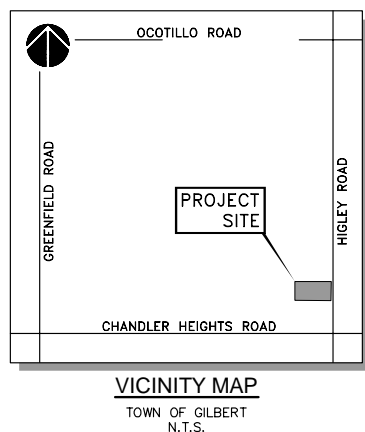 OCOTILLO ROAD
GREENFIELD ROAD
HIGLEY ROAD
PROJECT
SITE
CHANDLER HEIGHTS ROAD
VICINITY MAP
TOWN OF GILBERT
N.T.S.